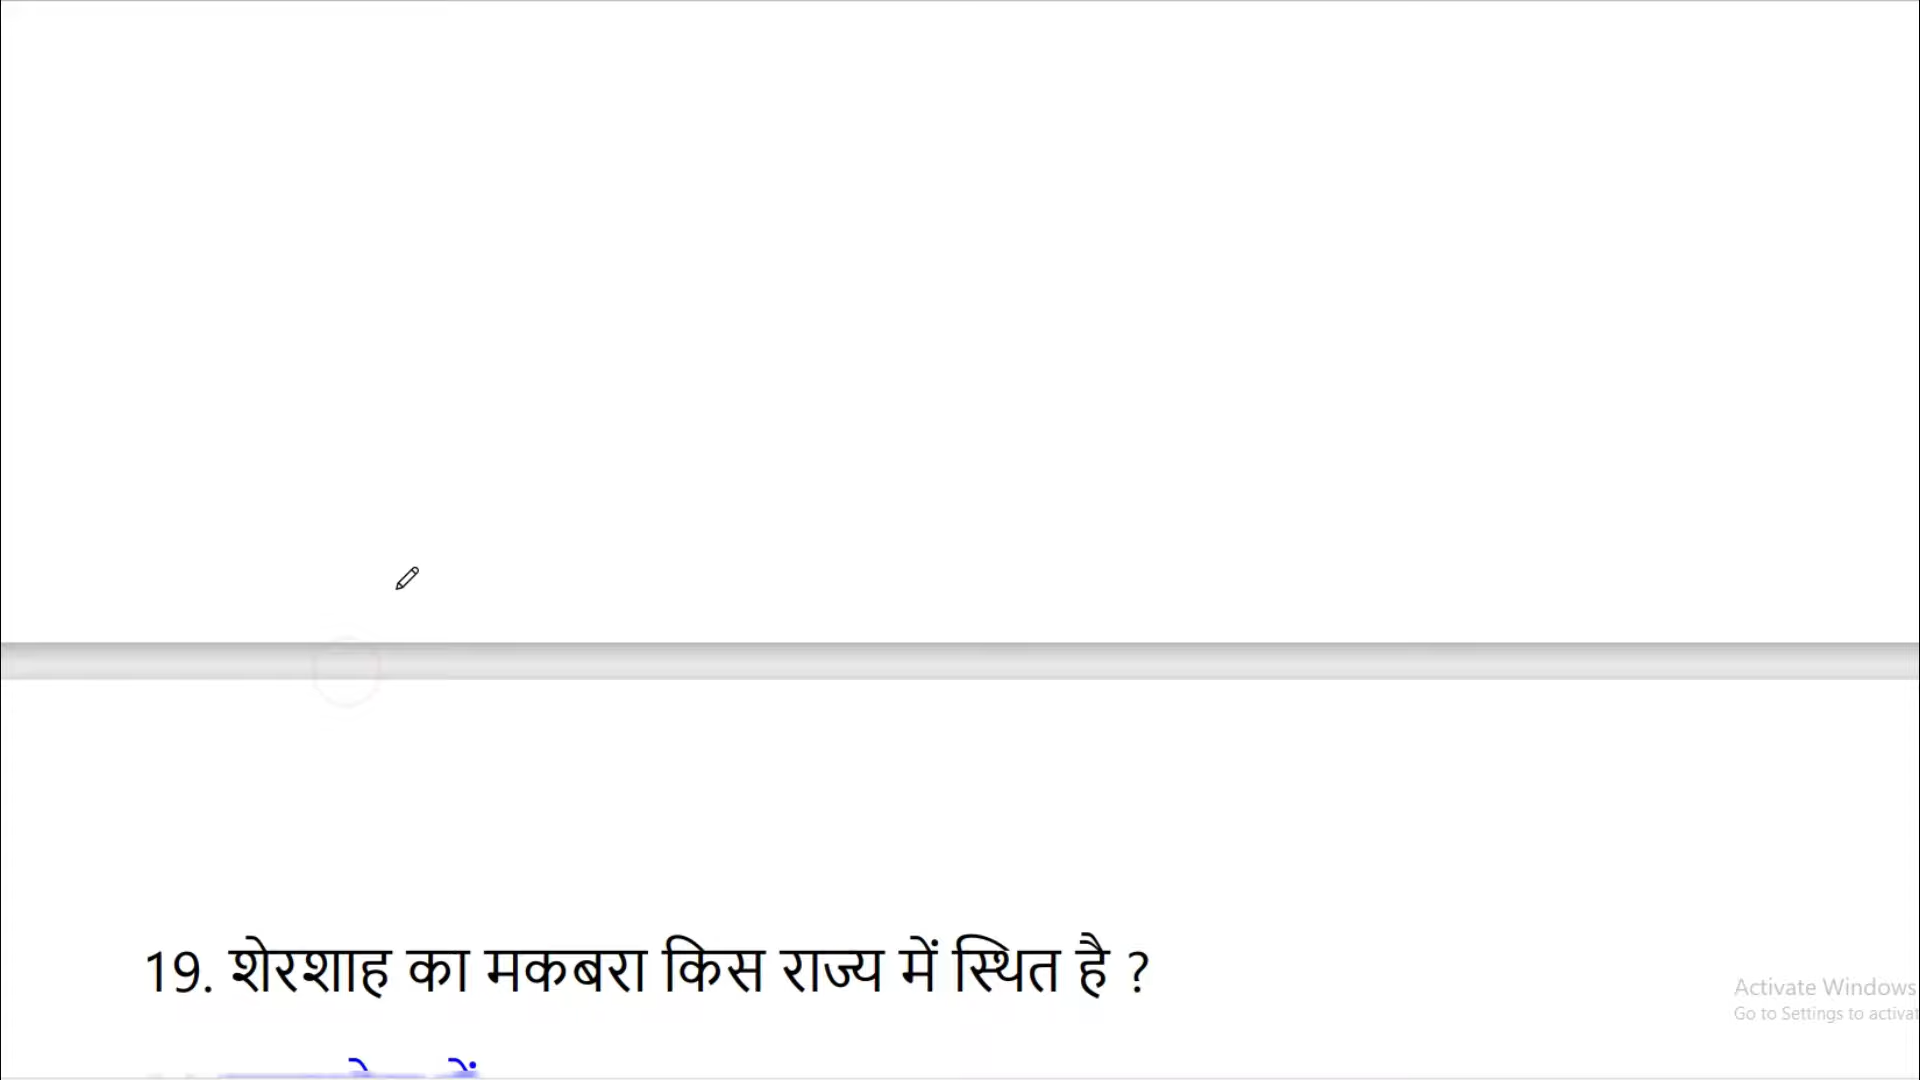 19. शेरशाह का मकबरा किस राज्य में स्थित है ?
Activate Windows
Go to Settings to activat